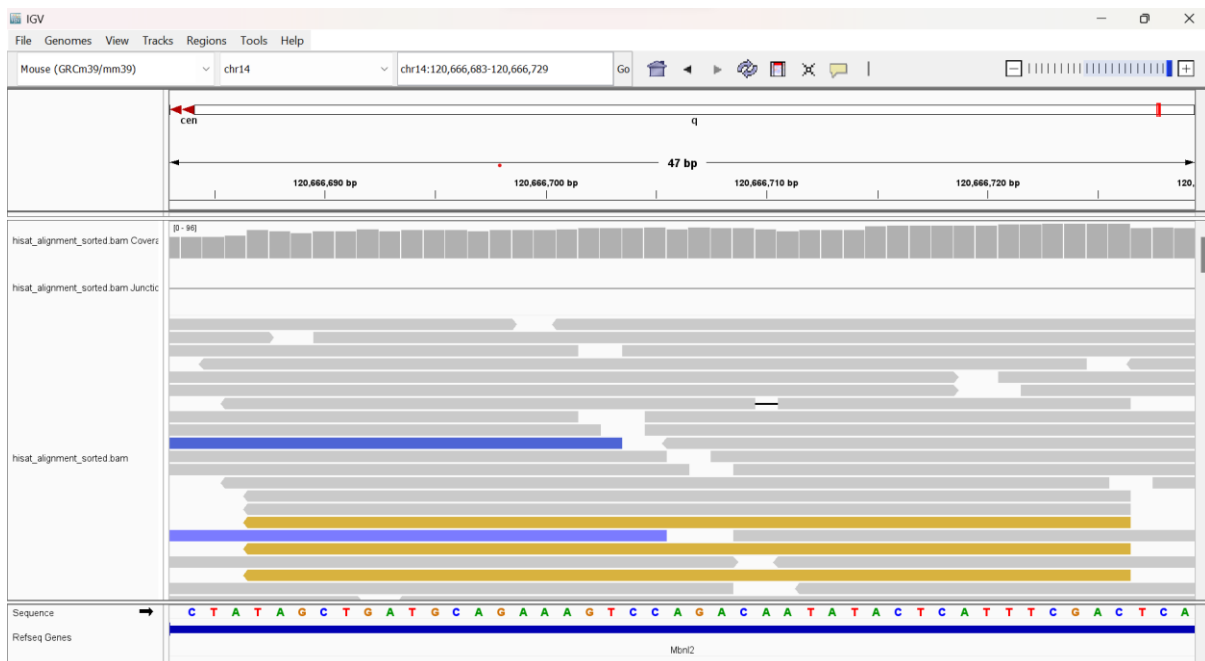 IGV
File Genomes View Tracks Regions Tools Help
Mouse (GRCm39/mm39) chr14 chr14:120,666,683-120,666,729 Go
cen q
47 bp
120,666,690 bp 120,666,700 bp 120,666,710 bp 120,666,720 bp 120,
hisat_alignment_sorted.bam Covera [0 - 96]
hisat_alignment_sorted.bam Junctic
hisat_alignment_sorted.bam
Sequence C T A T A G C T G A T G C A G A A A G T C C A G A C A A T A T A C T C A T T T C G A C T C A
Refseq Genes
Mbnl2